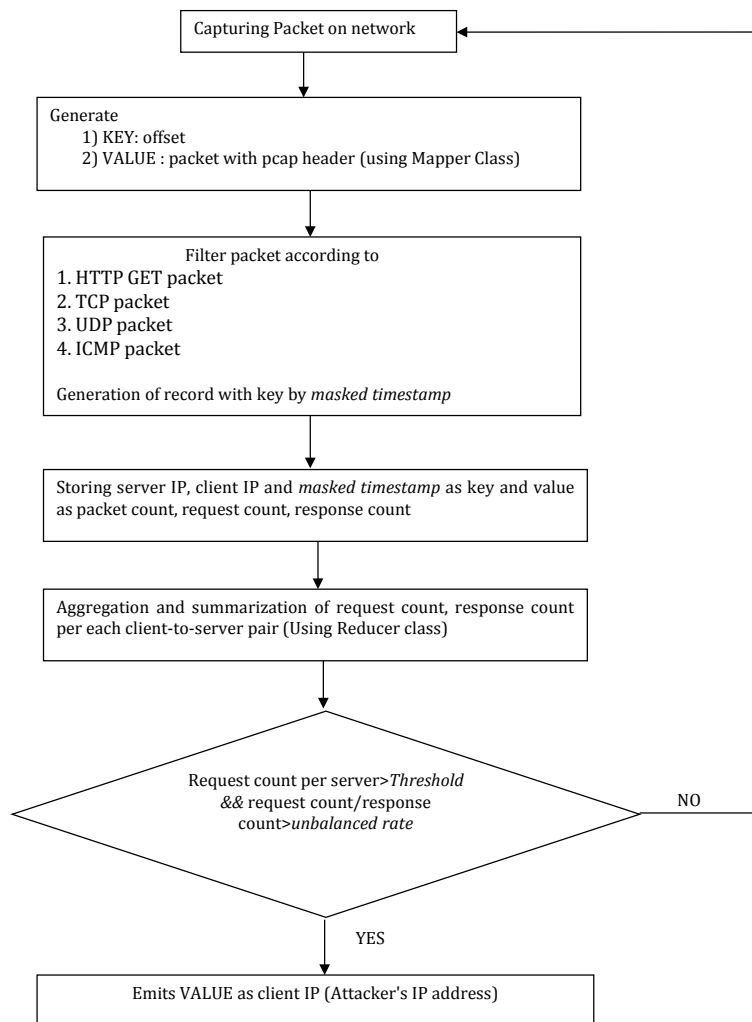 Capturing Packet on network
Generate
1) KEY: offset
2) VALUE : packet with pcap header (using Mapper Class)
Filter packet according to
1. HTTP GET packet
2. TCP packet
3. UDP packet
4. ICMP packet
Generation of record with key by masked timestamp
Storing server IP, client IP and masked timestamp as key and value
as packet count, request count, response count
Aggregation and summarization of request count, response count
per each client-to-server pair (Using Reducer class)
Request count per server>Threshold
&& request count/response
count>unbalanced rate
NO
YES
Emits VALUE as client IP (Attacker's IP address)